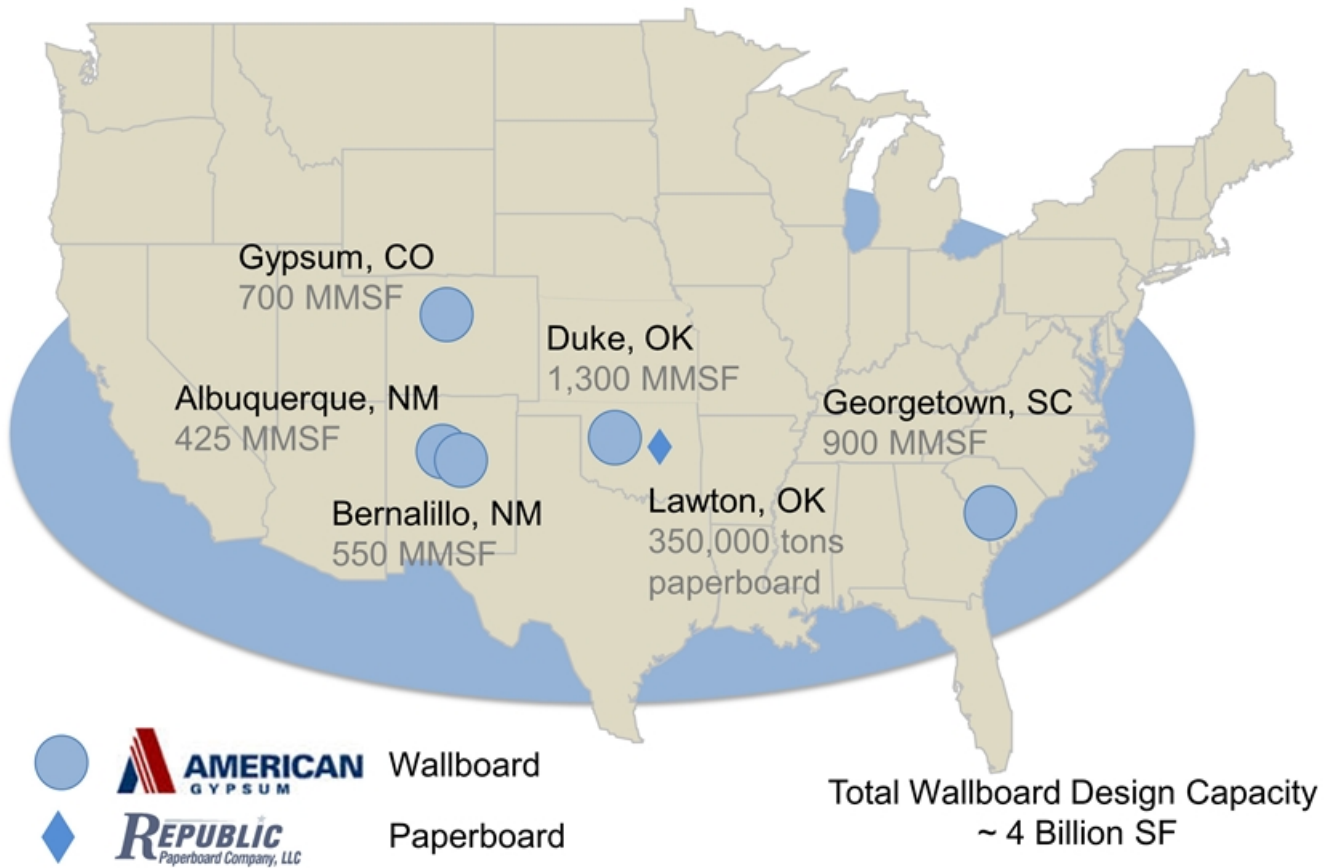 Gypsum, CO
700 MMSF
Duke, OK
1,300 MMSF
Albuquerque, NM
425 MMSF
Georgetown, SC
900 MMSF
Bernalillo, NM
550 MMSF
Lawton, OK
350,000 tons
paperboard
AMERICAN
GYPSUM
Wallboard
REPUBLIC
Paperboard Company, LLC
Paperboard
Total Wallboard Design Capacity
~ 4 Billion SF